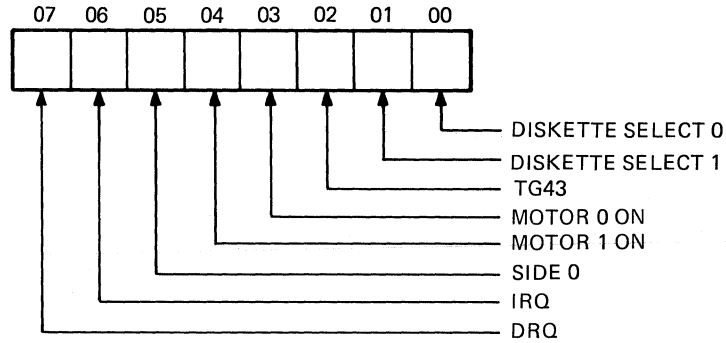 07 06 05 04 03 02 01 00
DISKETTE SELECT 0
DISKETTE SELECT 1
TG43
MOTOR 0 ON
MOTOR 1 ON
SIDE 0
IRQ
DRQ